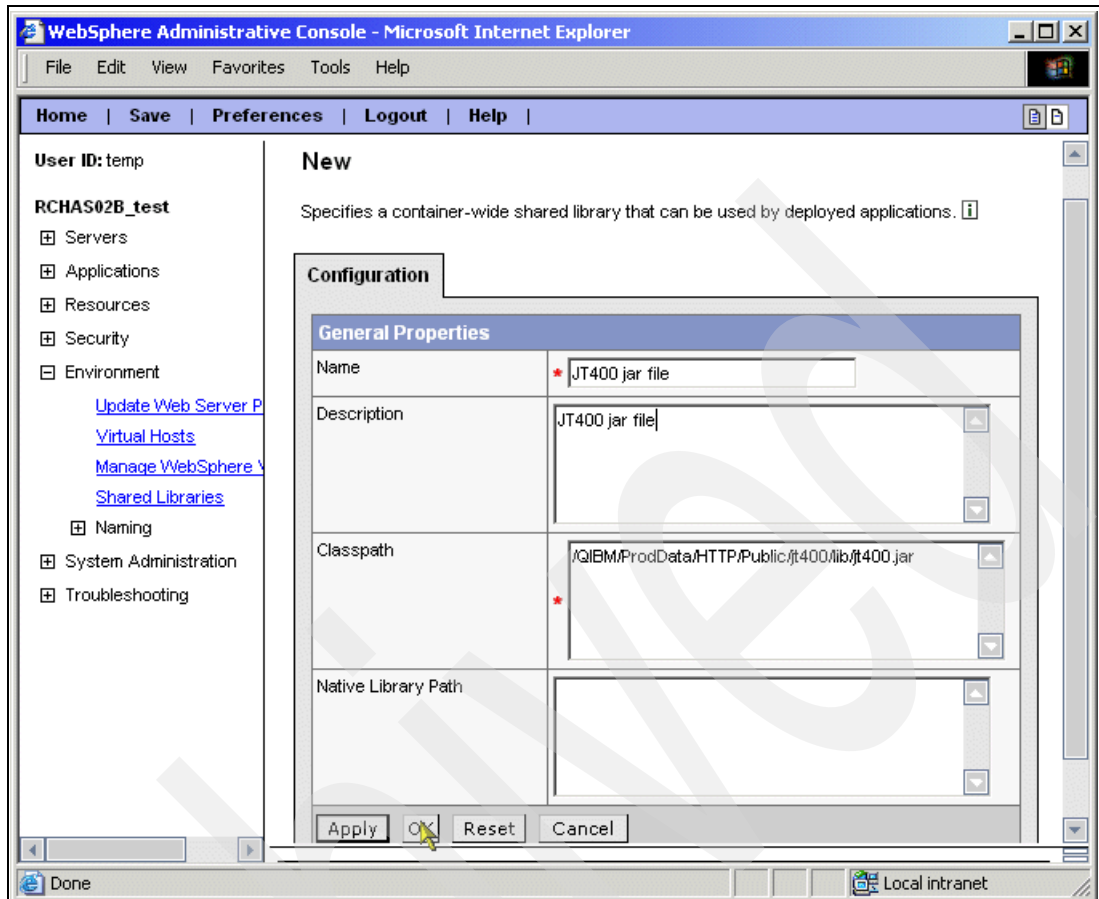 WebSphere Administrative Console - Microsoft Internet Explorer
File Edit View Favorites Tools Help
Home | Save | Preferences | Logout | Help |
User ID: temp
RCHAS02B_test
Servers
Applications
Resources
Security
Environment
Update Web Server P
Virtual Hosts
Manage WebSphere V
Shared Libraries
Naming
System Administration
Troubleshooting
New
Specifies a container-wide shared library that can be used by deployed applications. i
Configuration
General Properties
Name * JT400 jar file
Description JT400 jar file
Classpath * /QIBM/ProdData/HTTP/Public/jt400/lib/jt400.jar
Native Library Path
Apply OK Reset Cancel
Done Local intranet